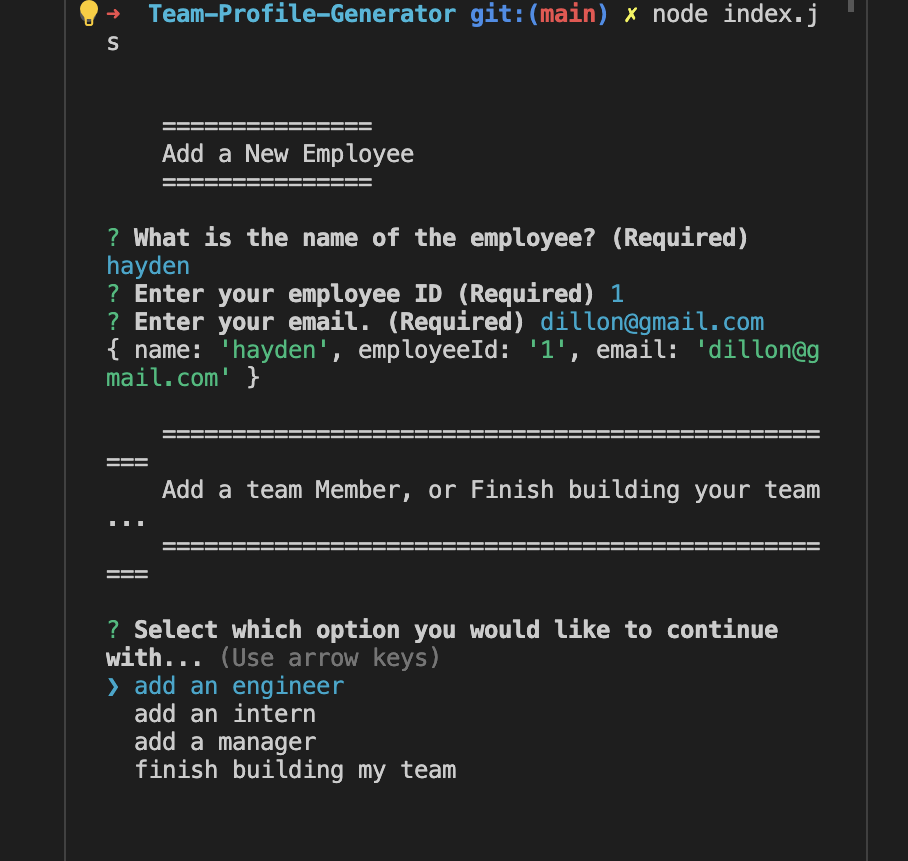 ➜ Team-Profile-Generator git:(main) ✗ node index.j
s
===============
Add a New Employee
===============
? What is the name of the employee? (Required)
hayden
? Enter your employee ID (Required) 1
? Enter your email. (Required) dillon@gmail.com
{ name: 'hayden', employeeId: '1', email: 'dillon@g
mail.com' }
===============================================
===
Add a team Member, or Finish building your team
...
===============================================
===
? Select which option you would like to continue
with... (Use arrow keys)
❯ add an engineer
add an intern
add a manager
finish building my team